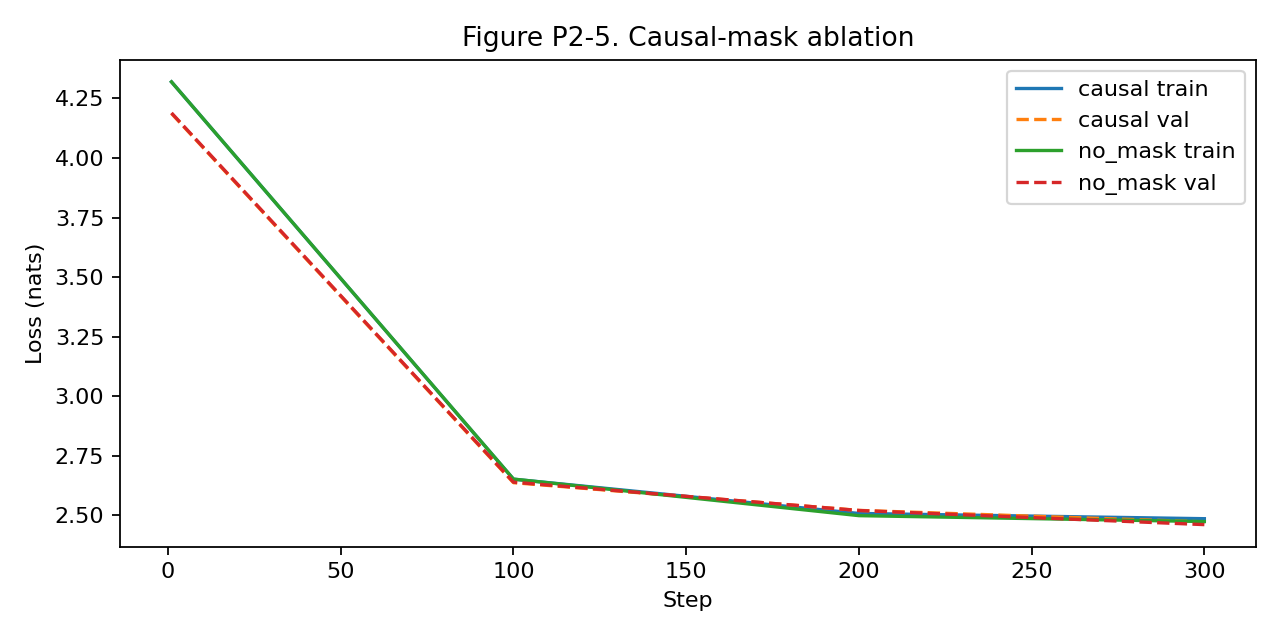 Figure P2-5. Causal-mask ablation
causal train
causal val
no_mask train
no_mask val
Loss (nats)
4.25
4.00
3.75
3.50
3.25
3.00
2.75
2.50
0 50 100 150 200 250 300
Step